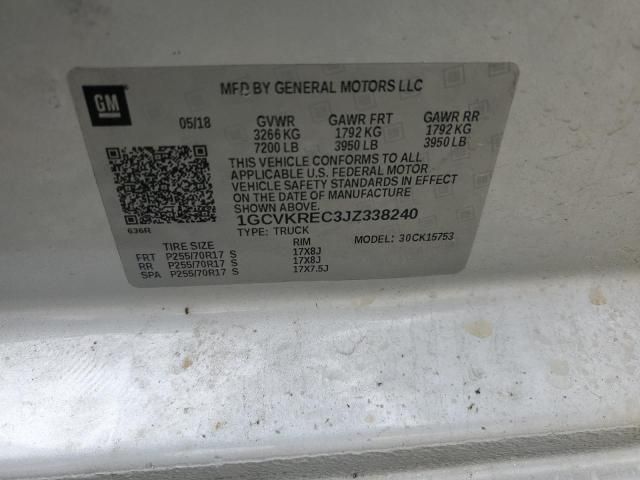 GM
MFD BY GENERAL MOTORS LLC
05/18 GVWR GAWR FRT GAWR RR
3266 KG 1792 KG 1792 KG
7200 LB 3950 LB 3950 LB
THIS VEHICLE CONFORMS TO ALL
APPLICABLE U.S. FEDERAL MOTOR
VEHICLE SAFETY STANDARDS IN EFFECT
ON THE DATE OF MANUFACTURE
SHOWN ABOVE.
1GCVKREC3JZ338240
636R TYPE: TRUCK MODEL: 30CK15753
TIRE SIZE RIM
FRT P255/70R17 S 17X8J
RR P255/70R17 S 17X8J
SPA P255/70R17 S 17X7.5J